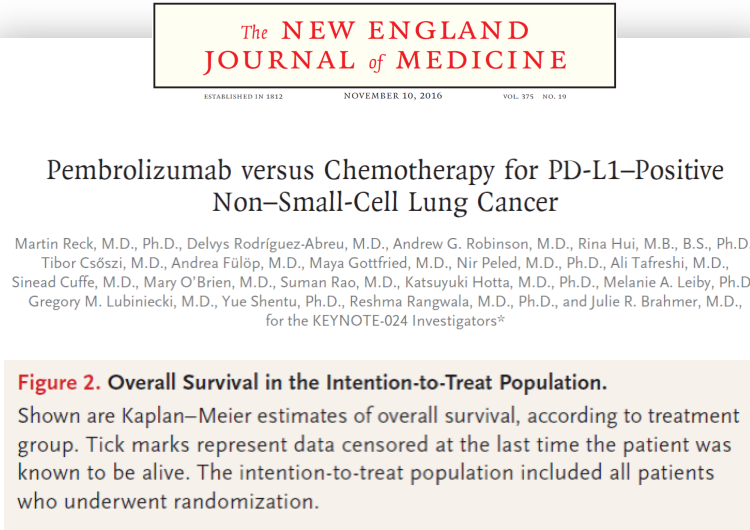 The NEW ENGLAND
JOURNAL of MEDICINE
ESTABLISHED IN 1812 NOVEMBER 10, 2016 VOL. 375 NO. 19
Pembrolizumab versus Chemotherapy for PD-L1–Positive
Non–Small-Cell Lung Cancer
Martin Reck, M.D., Ph.D., Delvys Rodríguez-Abreu, M.D., Andrew G. Robinson, M.D., Rina Hui, M.B., B.S., Ph.D.
Tibor Csőszi, M.D., Andrea Fülöp, M.D., Maya Gottfried, M.D., Nir Peled, M.D., Ph.D., Ali Tafreshi, M.D.,
Sinead Cuffe, M.D., Mary O'Brien, M.D., Suman Rao, M.D., Katsuyuki Hotta, M.D., Ph.D., Melanie A. Leiby, Ph.D
Gregory M. Lubiniecki, M.D., Yue Shentu, Ph.D., Reshma Rangwala, M.D., Ph.D., and Julie R. Brahmer, M.D.,
for the KEYNOTE-024 Investigators*
Figure 2. Overall Survival in the Intention-to-Treat Population.
Shown are Kaplan–Meier estimates of overall survival, according to treatment
group. Tick marks represent data censored at the last time the patient was
known to be alive. The intention-to-treat population included all patients
who underwent randomization.